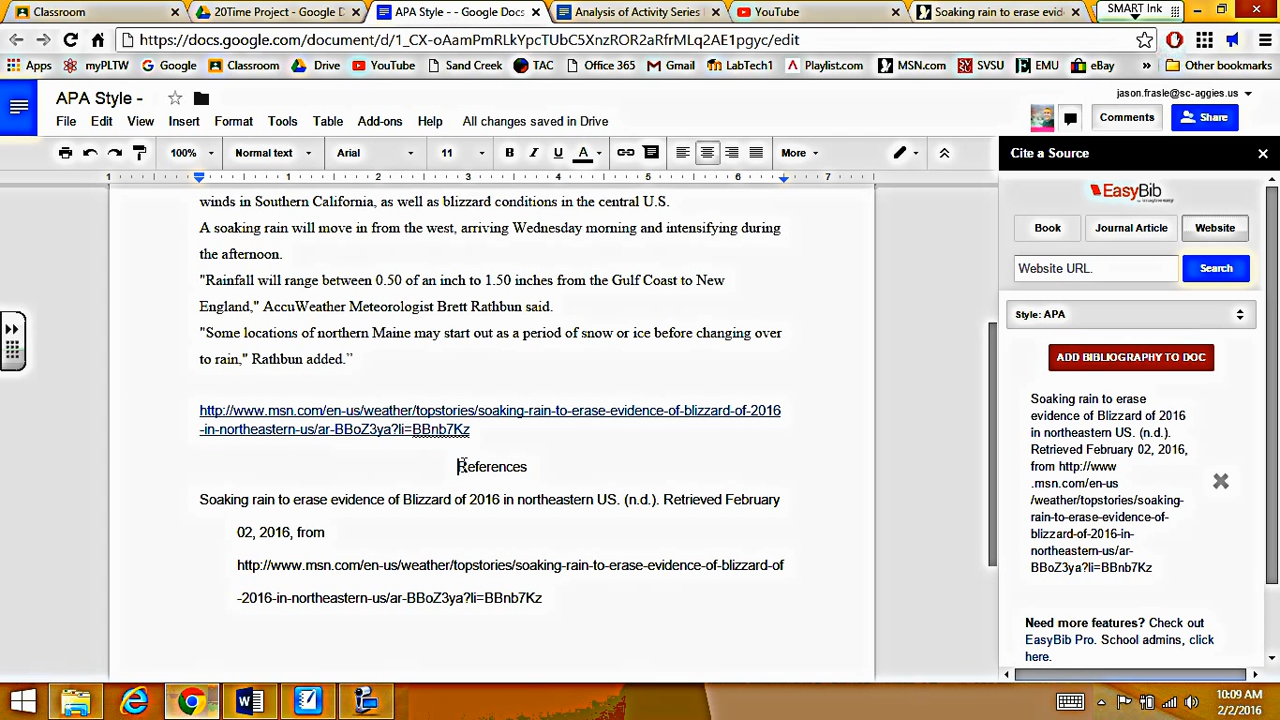 Classroom
20Time Project - Google D
APA Style - - Google Docs
Analysis of Activity Series
YouTube
Soaking rain to erase evid
SMART Ink
https://docs.google.com/document/d/1_CX-oAamnmRLkYpcTUbC5XnzROR2aRfrMLq2AE1pgyc/edit
Apps myPLTW Google Classroom Drive YouTube Sand Creek TAC Office 365 Gmail LabTech1 Playlist.com MSN.com SVSU EMU eBay » Other bookmarks
APA Style -
jason.frasle@sc-aggies.us
Comments
Share
File Edit View Insert Format Tools Table Add-ons Help All changes saved in Drive
100% Normal text Arial 11 B I U A More
Cite a Source
1 1 2 3 4 5 6 7
winds in Southern California, as well as blizzard conditions in the central U.S.
A soaking rain will move in from the west, arriving Wednesday morning and intensifying during
the afternoon.
"Rainfall will range between 0.50 of an inch to 1.50 inches from the Gulf Coast to New
England," AccuWeather Meteorologist Brett Rathbun said.
"Some locations of northern Maine may start out as a period of snow or ice before changing over
to rain," Rathbun added."
http://www.msn.com/en-us/weather/topstories/soaking-rain-to-erase-evidence-of-blizzard-of-2016
-in-northeastern-us/ar-BBoZ3ya?li=BBnb7Kz
References
Soaking rain to erase evidence of Blizzard of 2016 in northeastern US. (n.d.). Retrieved February
02, 2016, from
http://www.msn.com/en-us/weather/topstories/soaking-rain-to-erase-evidence-of-blizzard-of
-2016-in-northeastern-us/ar-BBoZ3ya?li=BBnb7Kz
EasyBib
Book
Journal Article
Website
Website URL.
Search
Style: APA
ADD BIBLIOGRAPHY TO DOC
Soaking rain to erase
evidence of Blizzard of 2016
in northeastern US. (n.d.).
Retrieved February 02, 2016,
from http://www
.msn.com/en-us
/weather/topstories/soaking-
rain-to-erase-evidence-of-
blizzard-of-2016-in-
northeastern-us/ar-
BBoZ3ya?li=BBnb7Kz
Need more features? Check out
EasyBib Pro. School admins, click
here.
10:09 AM
2/2/2016